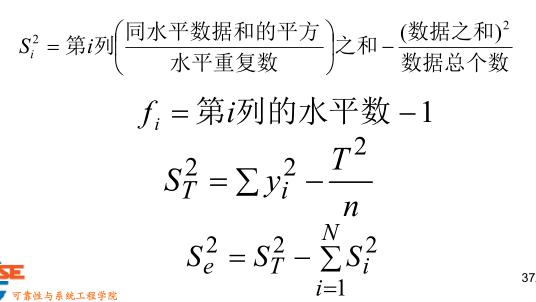 S_i^2 = 第i列(同水平数据和的平方/水平重复数)之和 − (数据之和)^2/数据总个数
f_i = 第i列的水平数 − 1
S_T^2 = ∑ y_i^2 − T^2/n
S_e^2 = S_T^2 − ∑_{i=1}^{N} S_i^2
SE
可靠性与系统工程学院
37